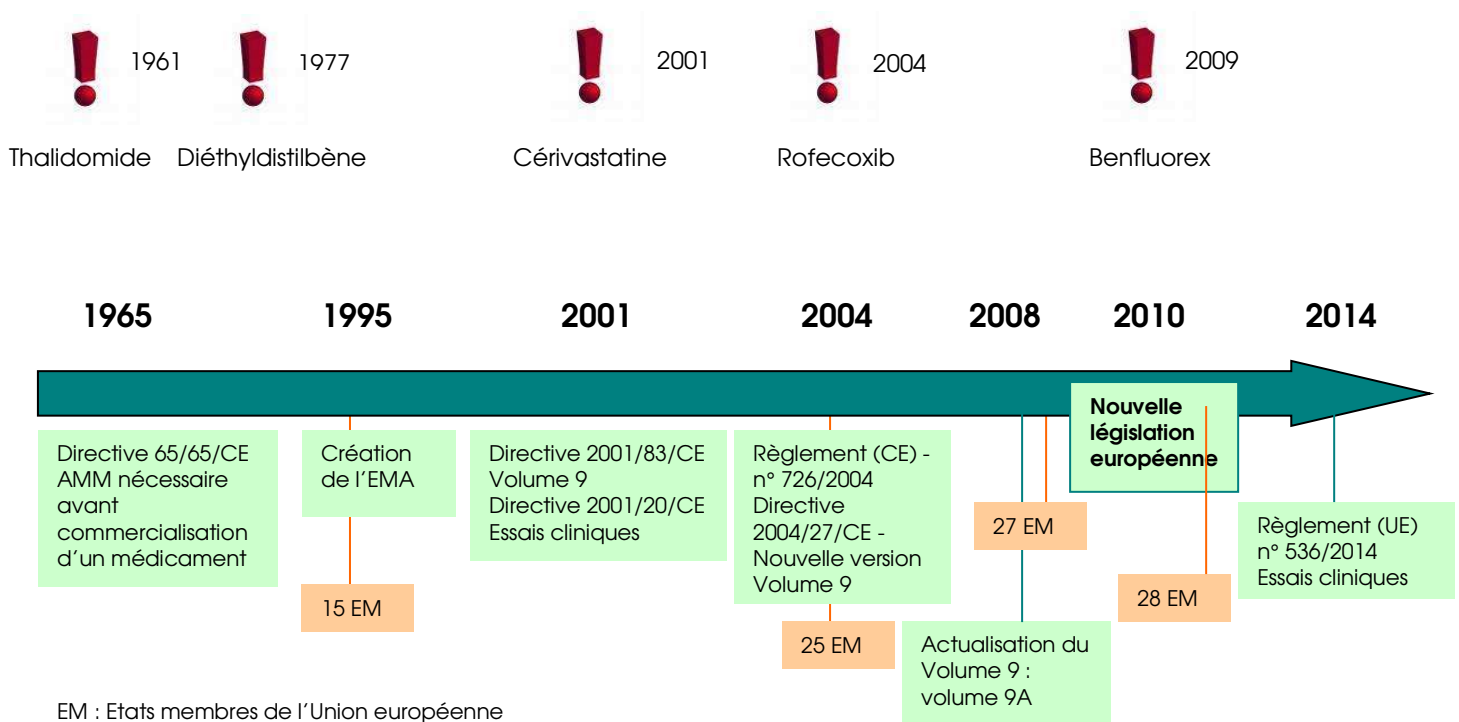 1961
1977
2001
2004
2009
Thalidomide
Diéthyldistilbène
Cérivastatine
Rofecoxib
Benfluorex
1965
1995
2001
2004
2008
2010
2014
Directive 65/65/CE
AMM nécessaire
avant
commercialisation
d’un médicament
Création
de l’EMA
15 EM
Directive 2001/83/CE
Volume 9
Directive 2001/20/CE
Essais cliniques
Règlement (CE) -
n° 726/2004
Directive
2004/27/CE -
Nouvelle version
Volume 9
25 EM
27 EM
Actualisation du
Volume 9 :
volume 9A
Nouvelle
législation
européenne
28 EM
Règlement (UE)
n° 536/2014
Essais cliniques
EM : Etats membres de l’Union européenne